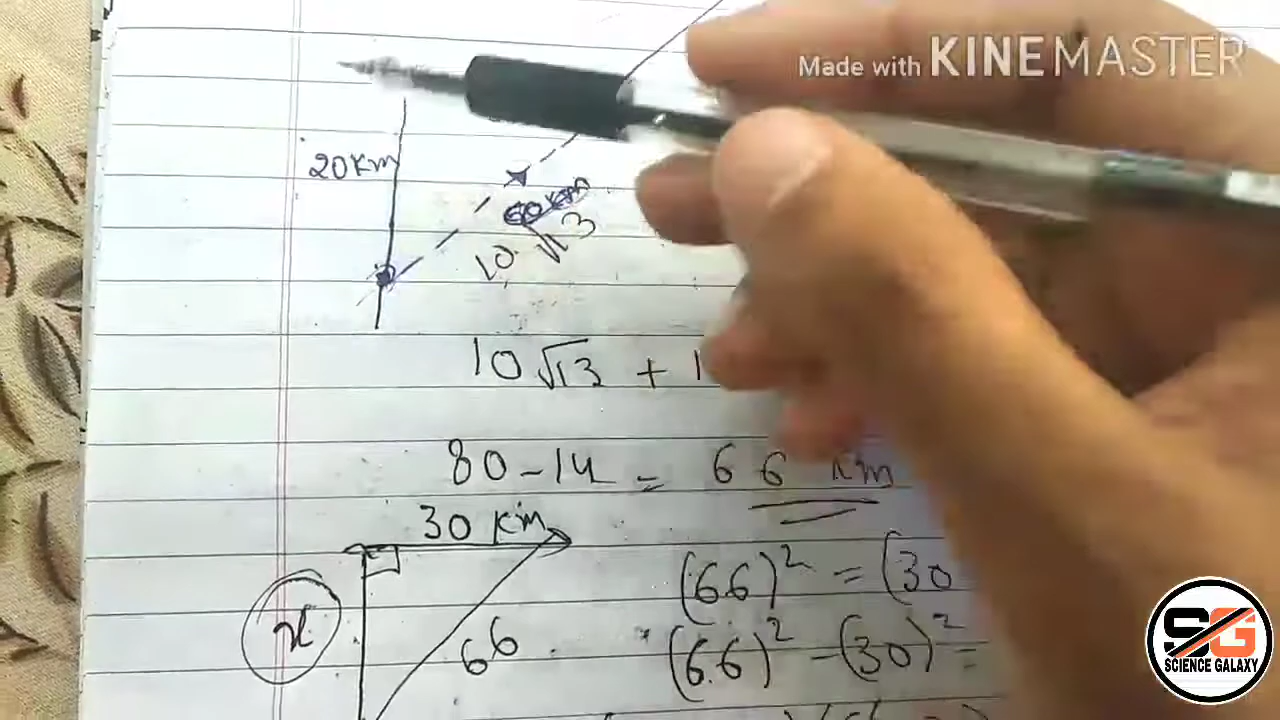 Made with KINEMASTER
20km
60 km
10√13
10√13 + 1
80-14 = 66 km
30 km
(66)² = (30
x
66
(66)² - (30)² =
SG
SCIENCE GALAXY